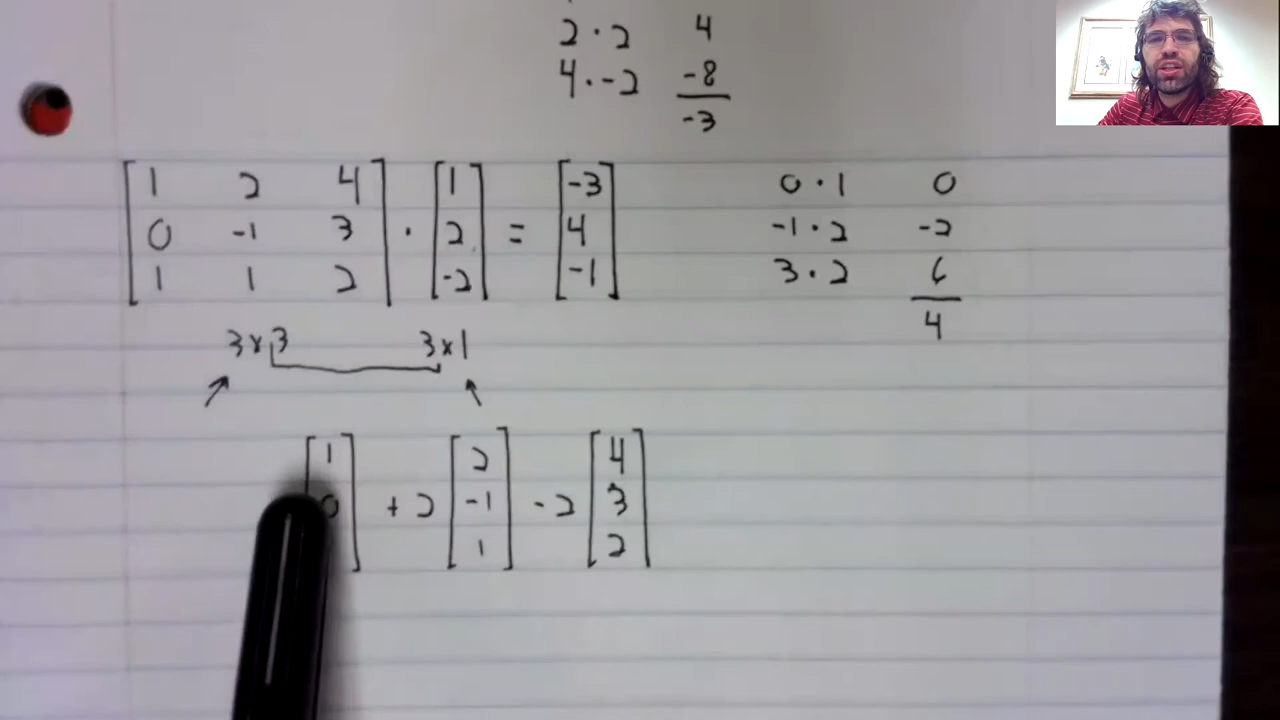 2 · 2 4
4 · -2 -8
-3
[1 2 4] · [1] = [-3] 0 · 1 0
[0 -1 3] [2] [4] -1 · 2 -2
[1 1 2] [-2] [-1] 3 · 2 6
3x3 3x1 4
[1] [2] [4]
[0] + 2 [-1] - 2 [3]
[1] [2]